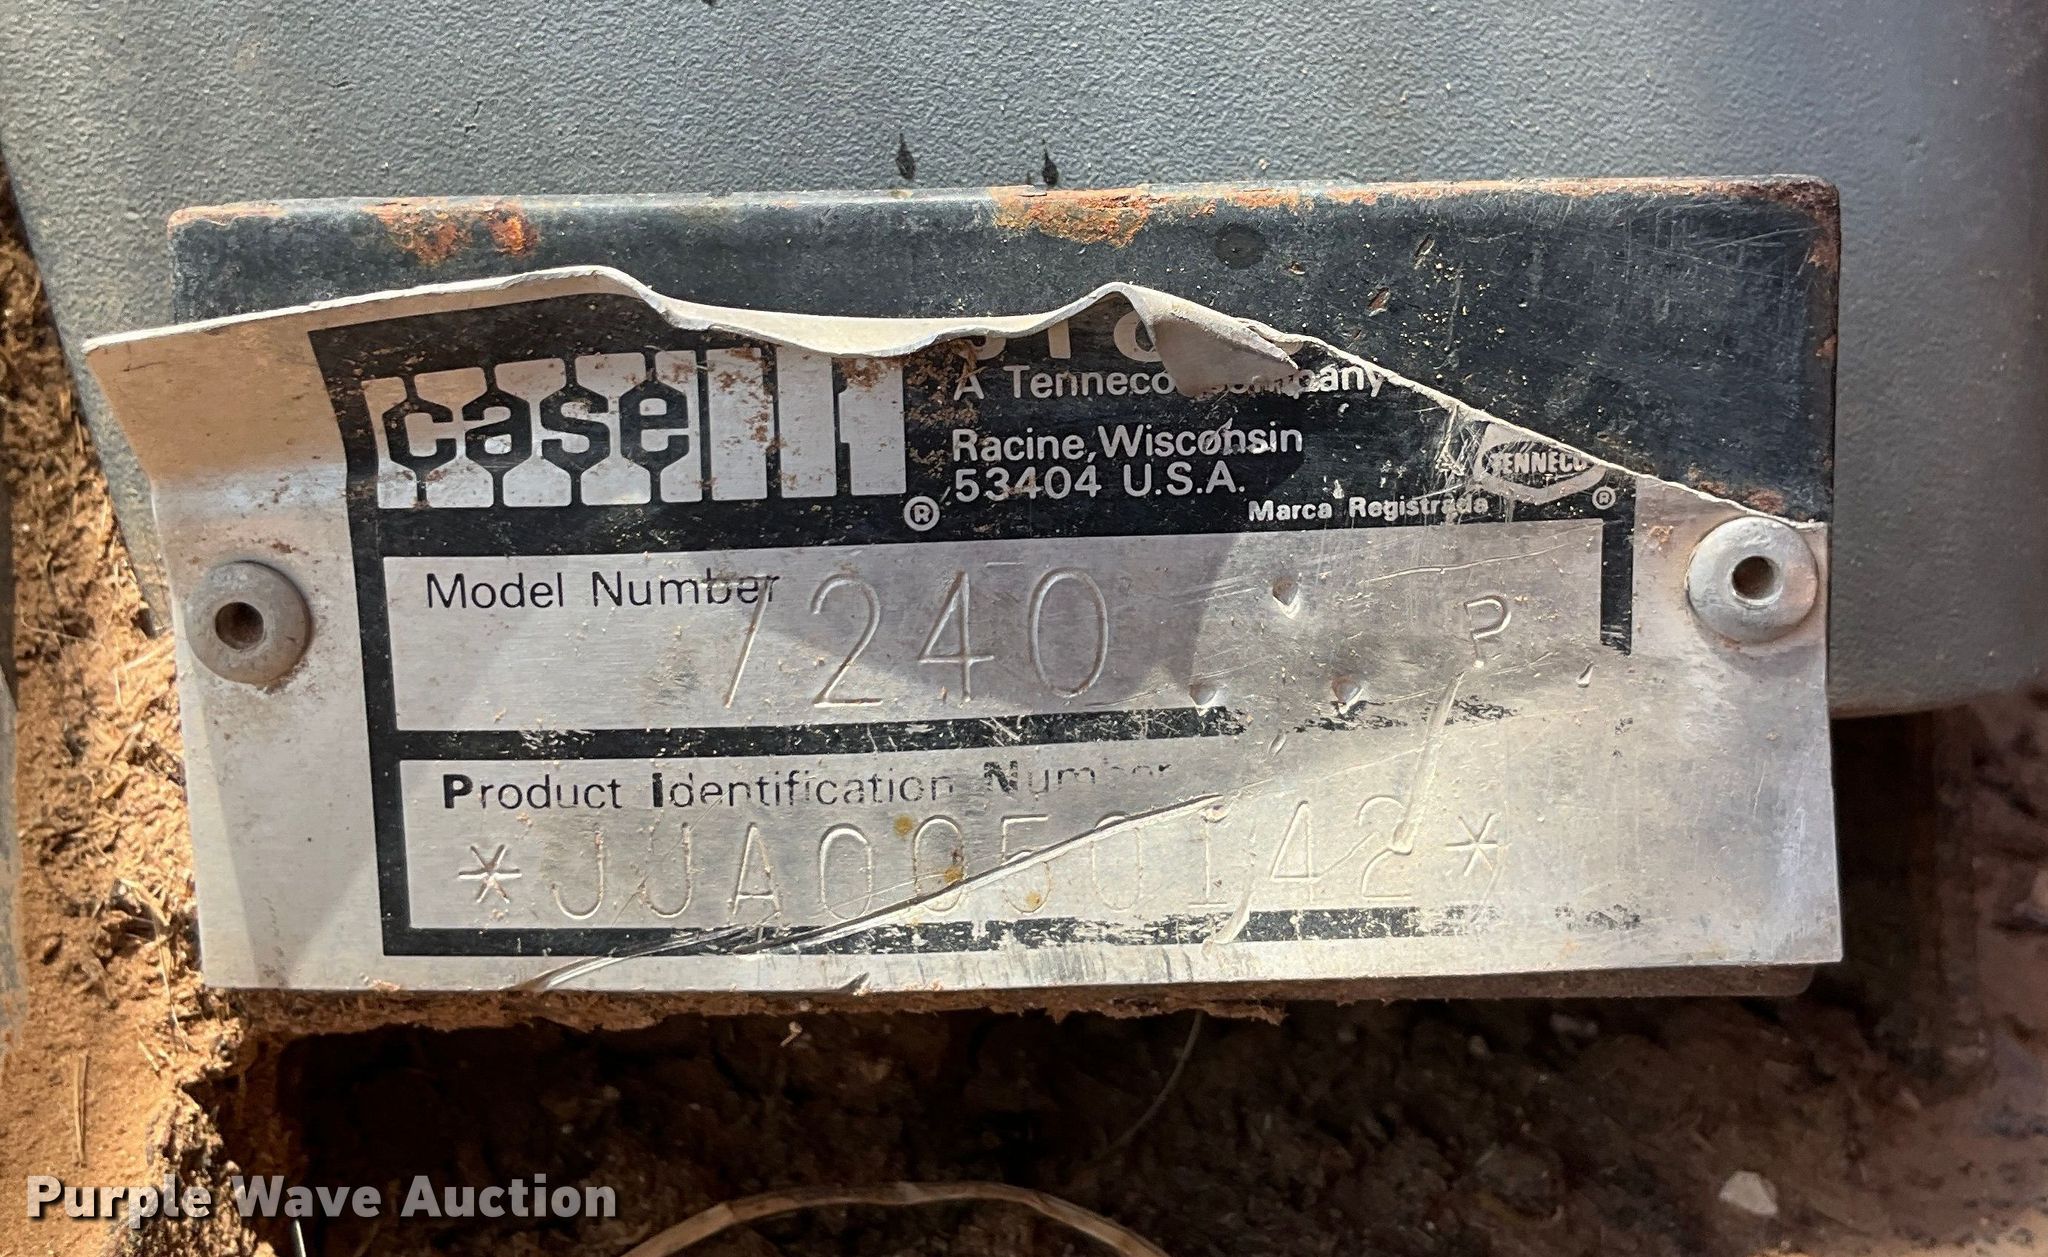 case IH
A Tenneco Company
Racine, Wisconsin
53404 U.S.A.
®
TENNECO
®
Marca Registrada
Model Number
7240
P
Product Identification Number
*JJA0050142*
Purple Wave Auction